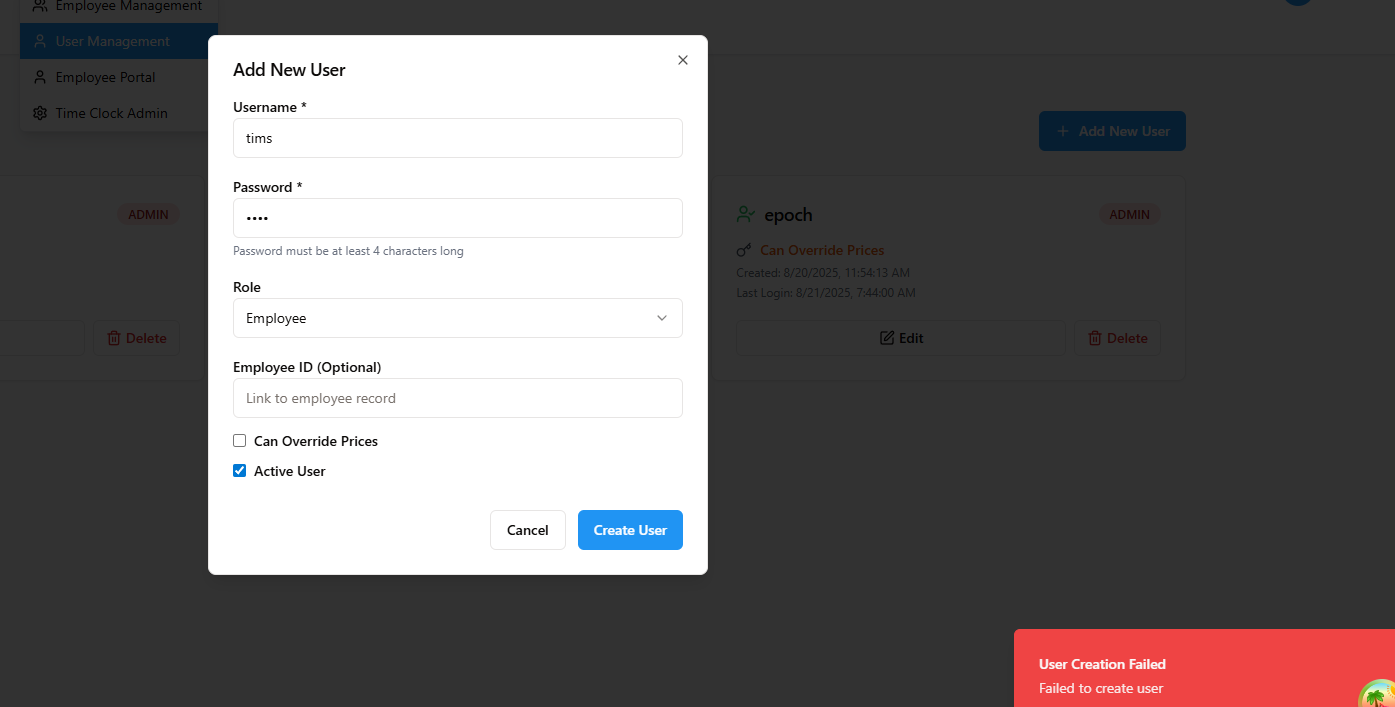 Employee Management
User Management
Employee Portal
Time Clock Admin
Add New User
Username *
tims
Password *
••••
Password must be at least 4 characters long
Role
Employee
Employee ID (Optional)
Link to employee record
Can Override Prices
Active User
Cancel
Create User
Add New User
ADMIN
Delete
epoch
ADMIN
Can Override Prices
Created: 8/20/2025, 11:54:13 AM
Last Login: 8/21/2025, 7:44:00 AM
Edit
Delete
User Creation Failed
Failed to create user